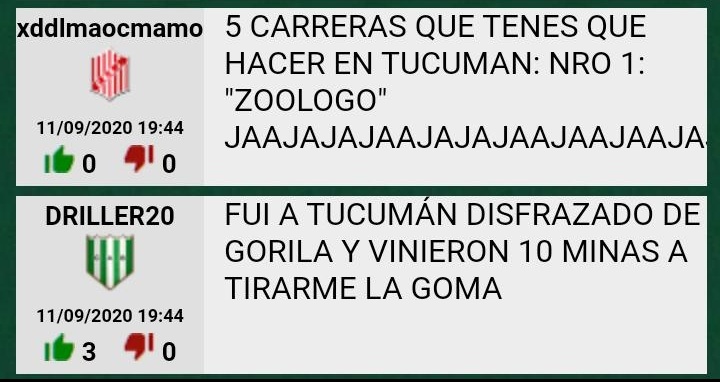 xddlmaocmamo
11/09/2020 19:44
0 0
5 CARRERAS QUE TENES QUE
HACER EN TUCUMAN: NRO 1:
"ZOOLOGO"
JAAJAJAJAAJAJAJAAJAAJAAJA
DRILLER20
11/09/2020 19:44
3 0
FUI A TUCUMÁN DISFRAZADO DE
GORILA Y VINIERON 10 MINAS A
TIRARME LA GOMA